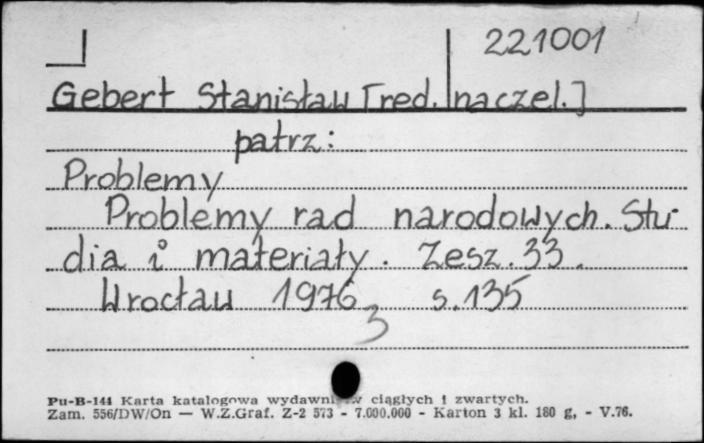 221001
Gebert Stanisław [red. naczel.]
patrz:
Problemy
Problemy rad narodowych. Stu-
dia i materiały. Zesz. 33.
Wrocław 1976 s. 135
3
Pu-B-144 Karta katalogowa wydawnictw ciągłych i zwartych.
Zam. 556/DW/On — W.Z.Graf. Z-2 573 - 7.000.000 - Karton 3 kl. 180 g, - V.76.